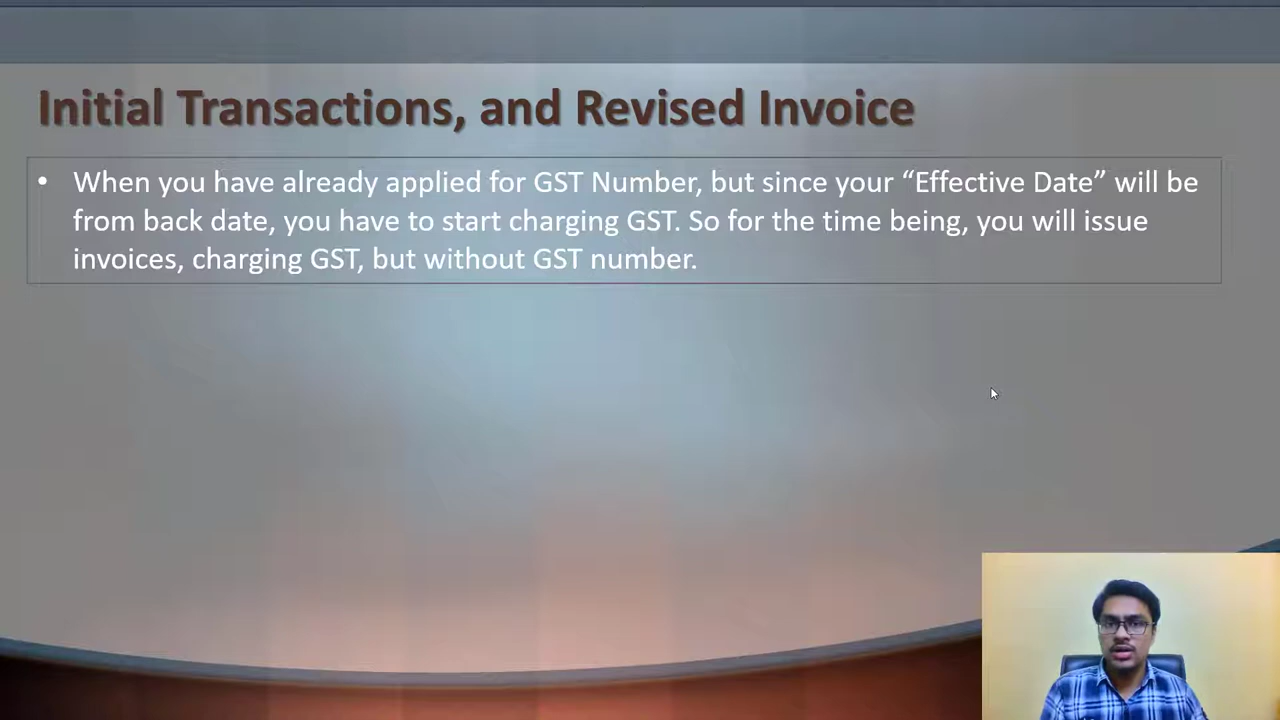 Initial Transactions, and Revised Invoice
• When you have already applied for GST Number, but since your “Effective Date” will be
from back date, you have to start charging GST. So for the time being, you will issue
invoices, charging GST, but without GST number.